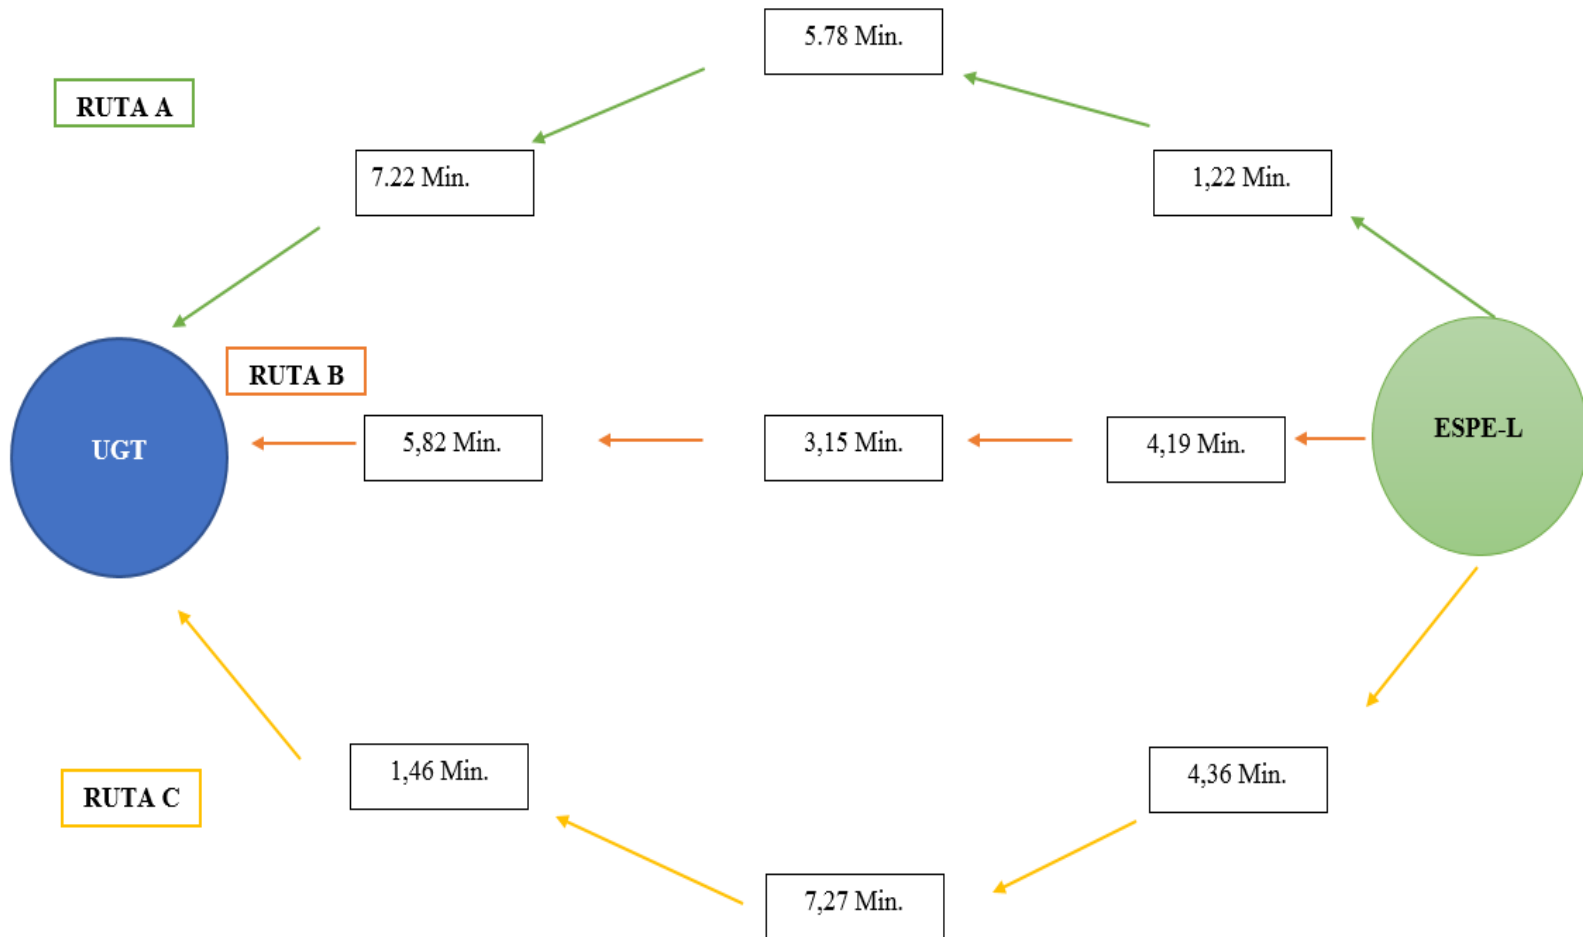 5.78 Min.
RUTA A
7.22 Min.
1,22 Min.
RUTA B
UGT
5,82 Min.
3,15 Min.
4,19 Min.
ESPE-L
1,46 Min.
4,36 Min.
RUTA C
7,27 Min.